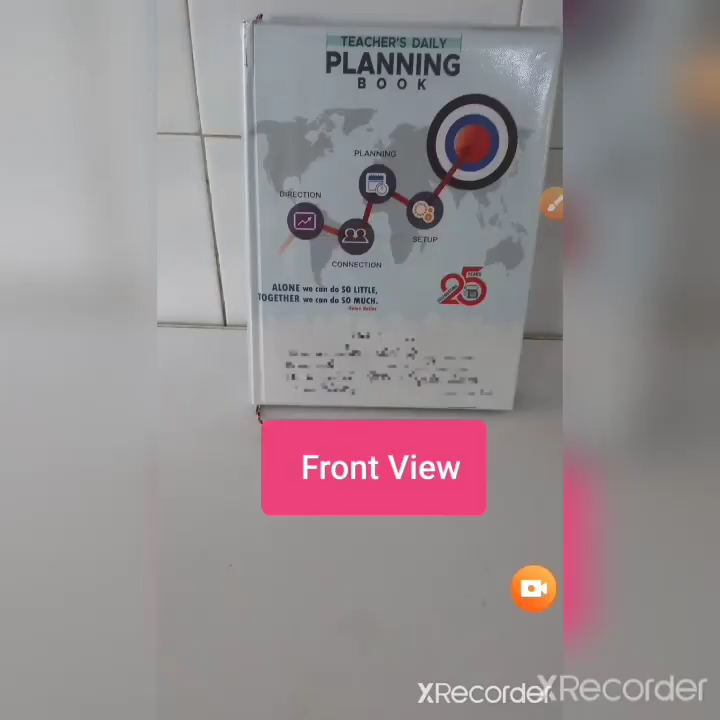 TEACHER'S DAILY
PLANNING
BOOK
PLANNING
DIRECTION
SETUP
CONNECTION
ALONE we can do SO LITTLE,
TOGETHER we can do SO MUCH.
25
YEARS
Front View
XRecorder
XRecorder